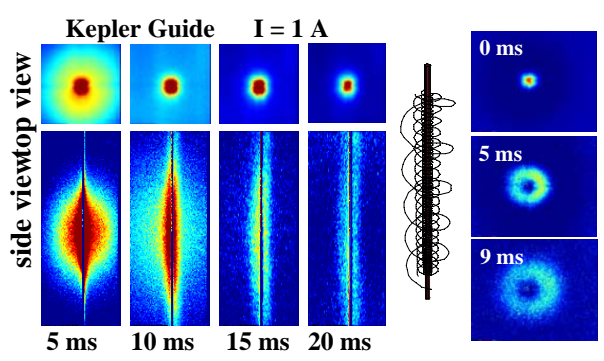 Kepler Guide I = 1 A
side view top view
0 ms
5 ms
9 ms
5 ms 10 ms 15 ms 20 ms